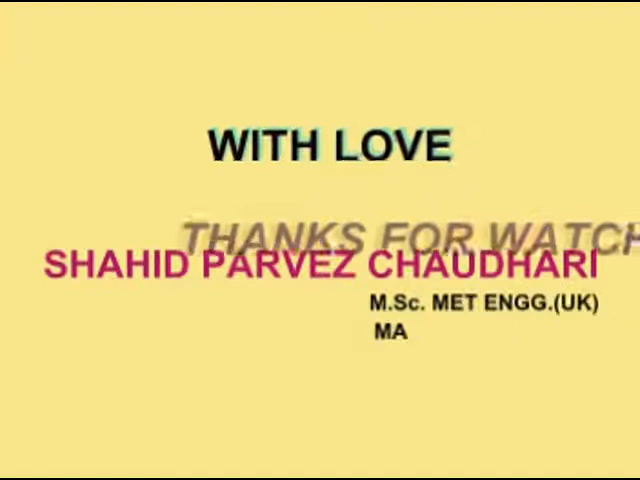 WITH LOVE
THANKS FOR WATCH
SHAHID PARVEZ CHAUDHARI
M.Sc. MET ENGG.(UK)
MA